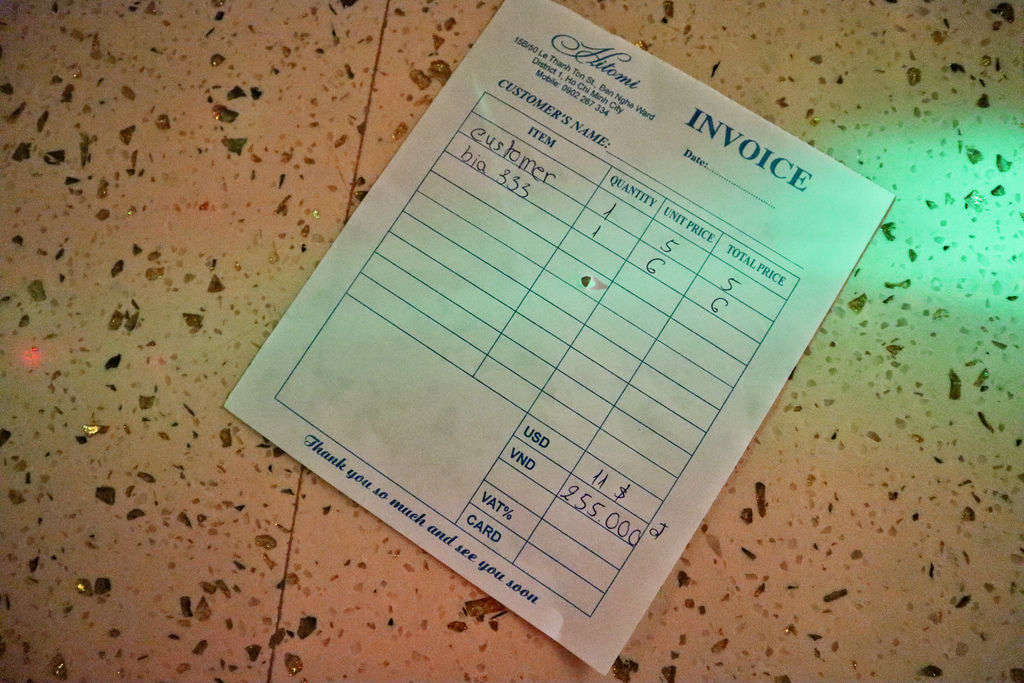 Hitomi
15B/50 Le Thanh Ton St, Ben Nghe Ward
District 1, Ho Chi Minh City
Mobile: 0902 267 334
INVOICE
Date:
CUSTOMER'S NAME:
ITEM QUANTITY UNIT PRICE TOTAL PRICE
customer 1 5 5
bia 333 1 6 6
USD 11 $
VND 255.000 đ
VAT%
CARD
Thank you so much and see you soon